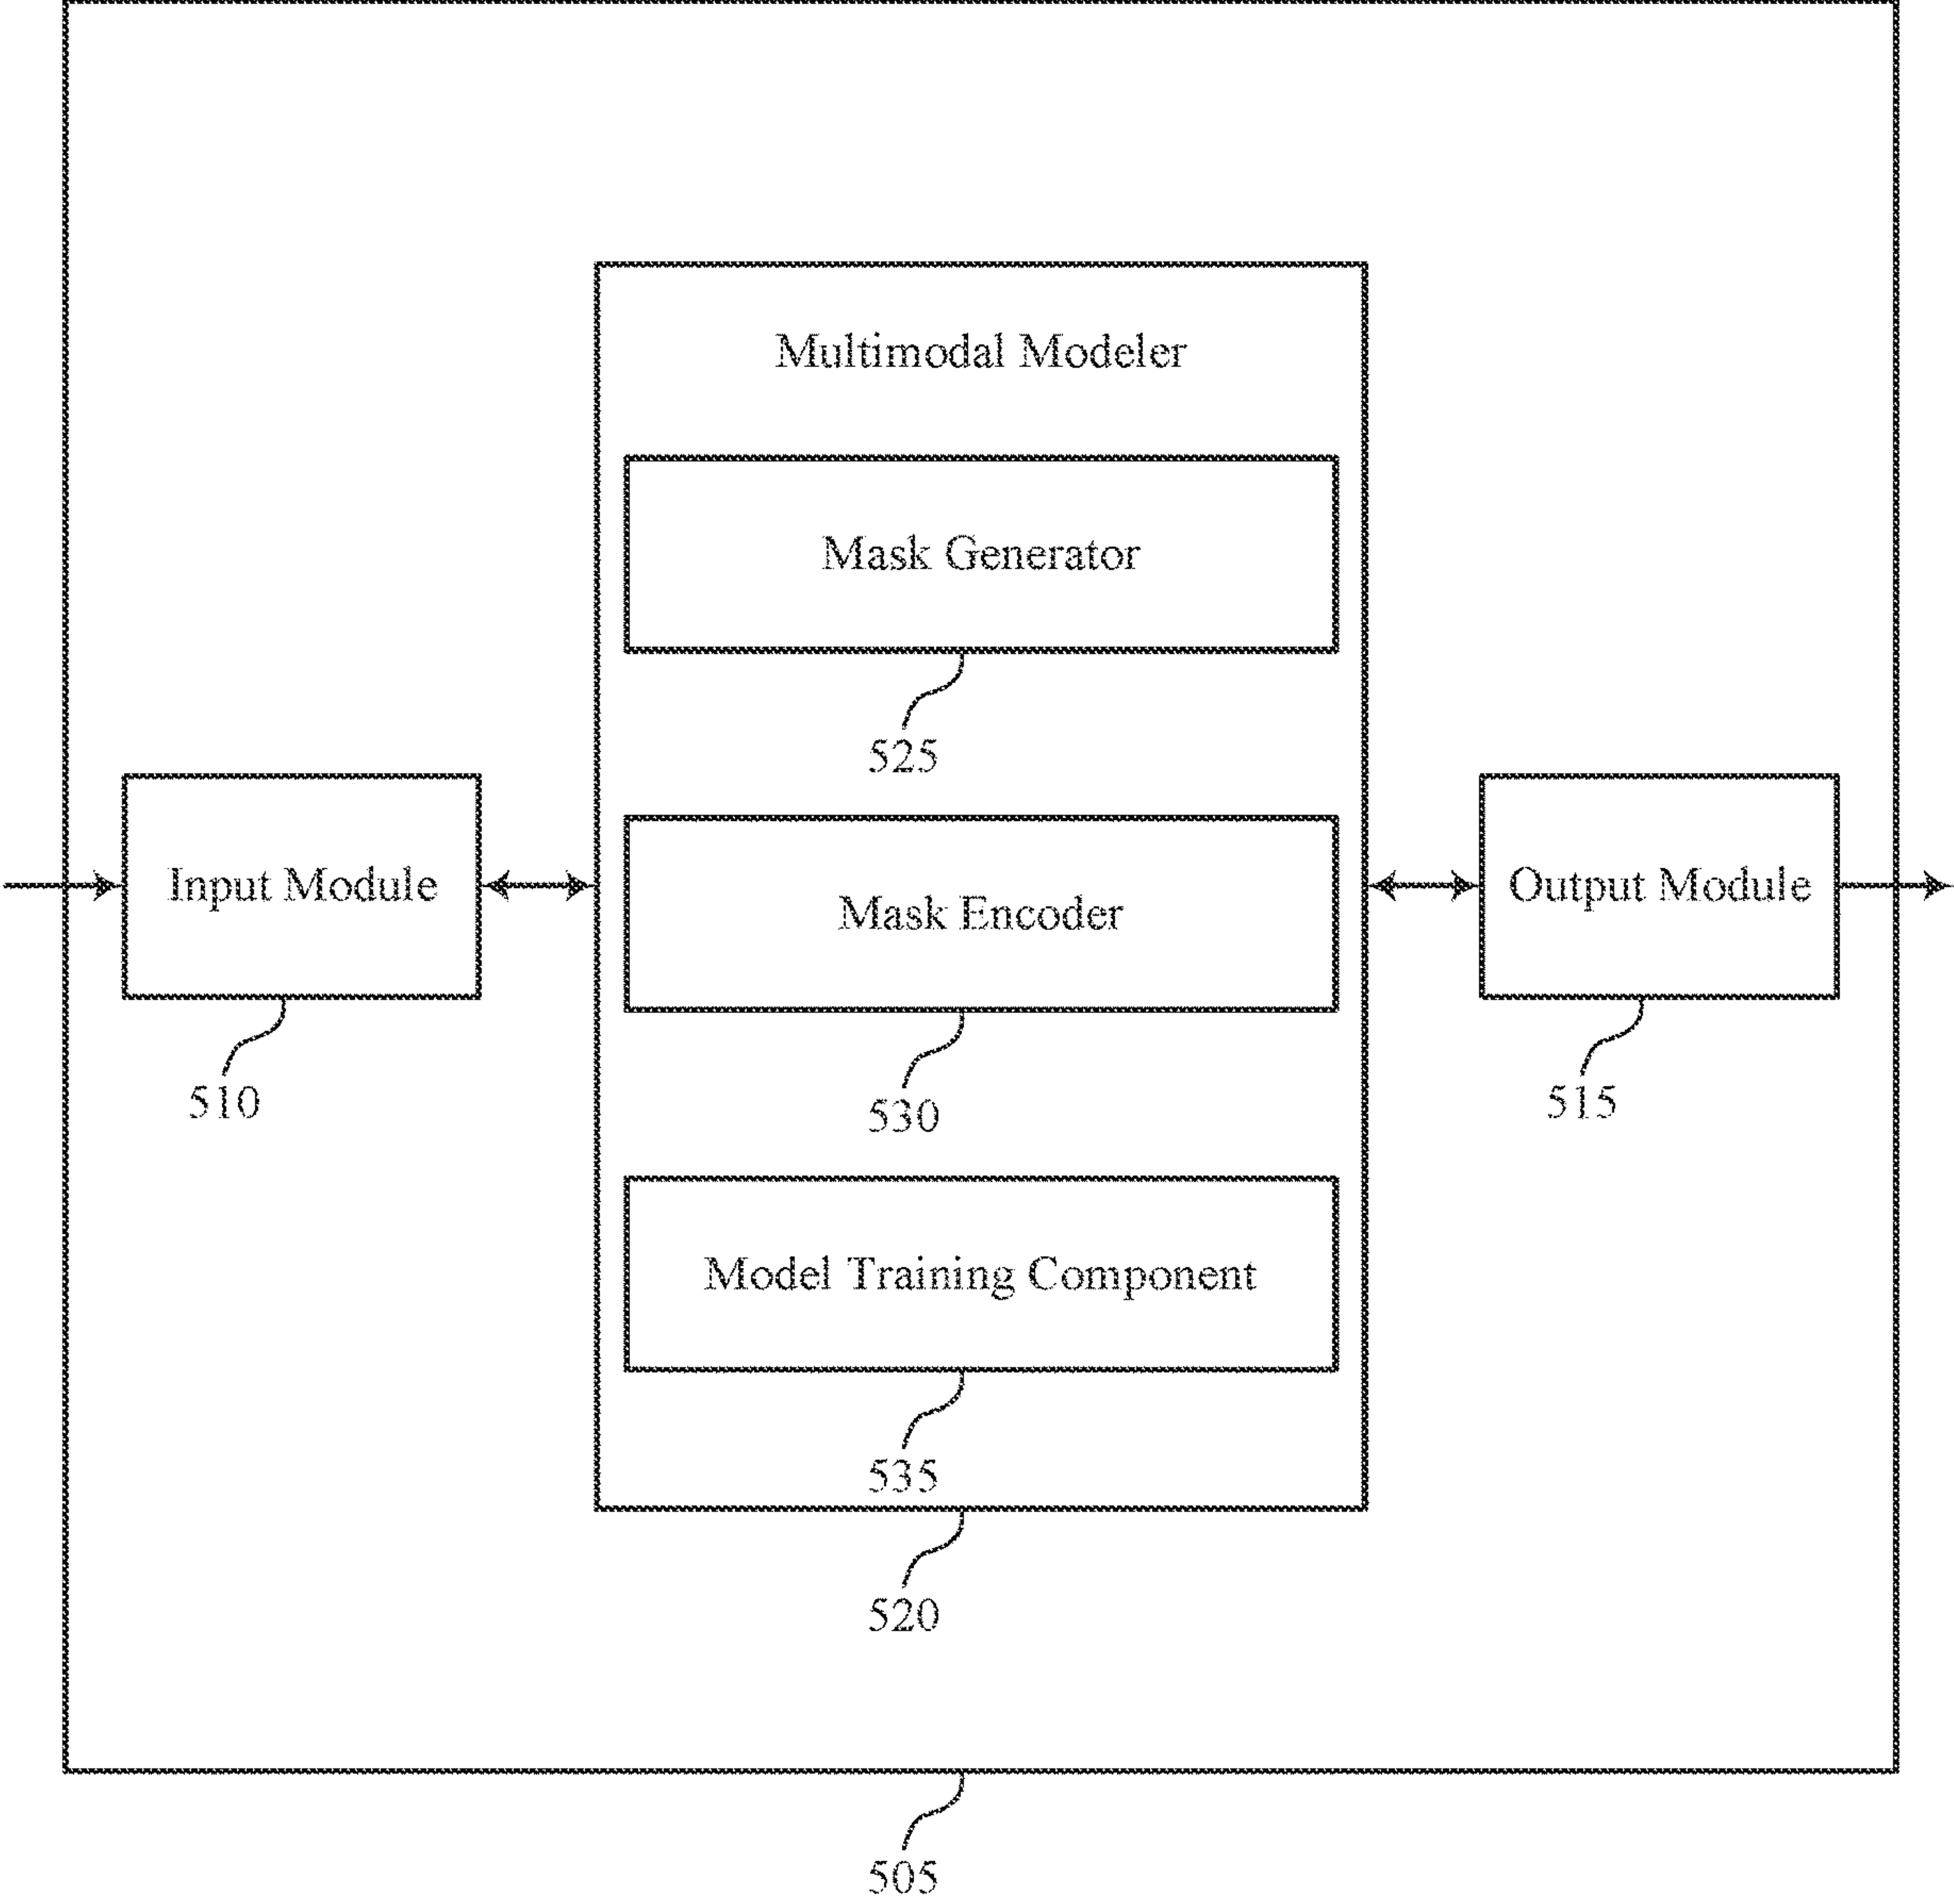 Multimodal Modeler
Mask Generator
525
Input Module
Mask Encoder
Output Module
510
530
515
Model Training Component
535
520
505